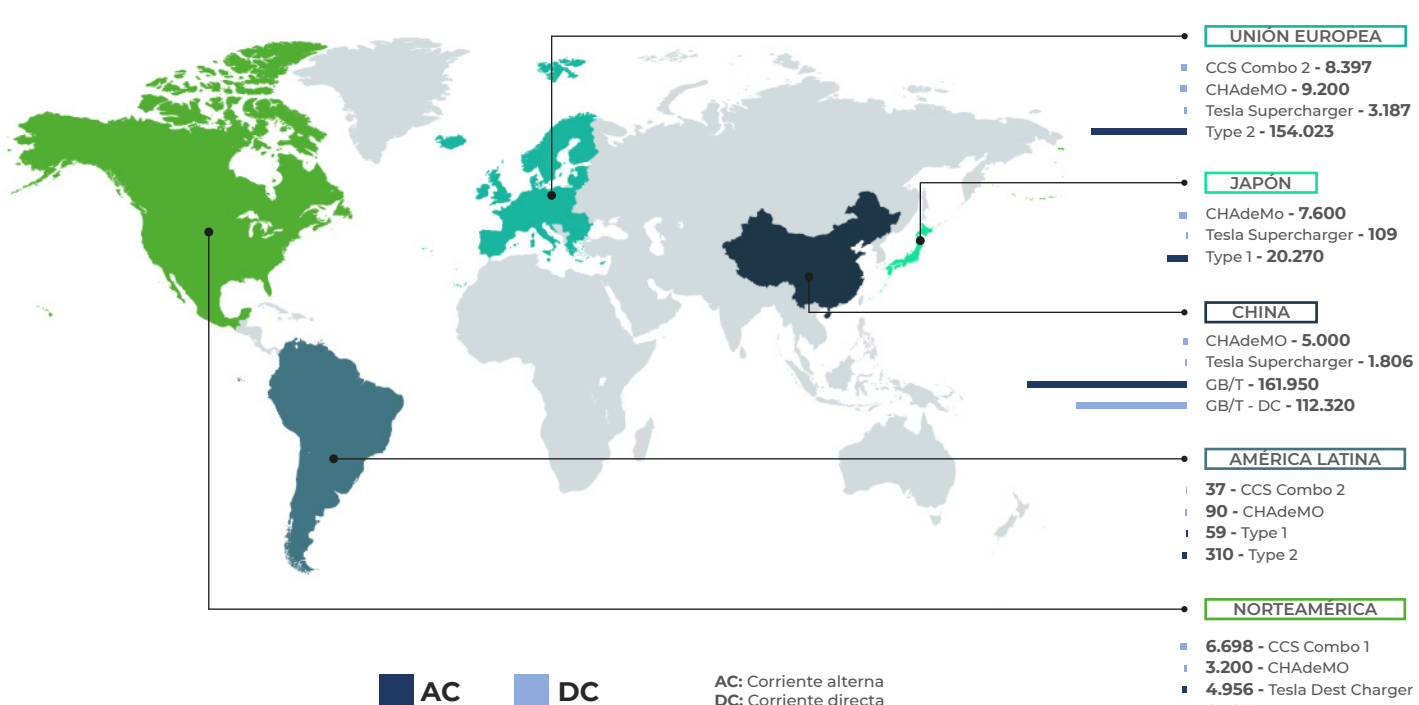 UNIÓN EUROPEA
CCS Combo 2 - 8.397
CHAdeMO - 9.200
Tesla Supercharger - 3.187
Type 2 - 154.023
JAPÓN
CHAdeMo - 7.600
Tesla Supercharger - 109
Type 1 - 20.270
CHINA
CHAdeMO - 5.000
Tesla Supercharger - 1.806
GB/T - 161.950
GB/T - DC - 112.320
AMÉRICA LATINA
37 - CCS Combo 2
90 - CHAdeMO
59 - Type 1
310 - Type 2
NORTEAMÉRICA
6.698 - CCS Combo 1
3.200 - CHAdeMO
4.956 - Tesla Dest Charger
AC
DC
AC: Corriente alterna
DC: Corriente directa